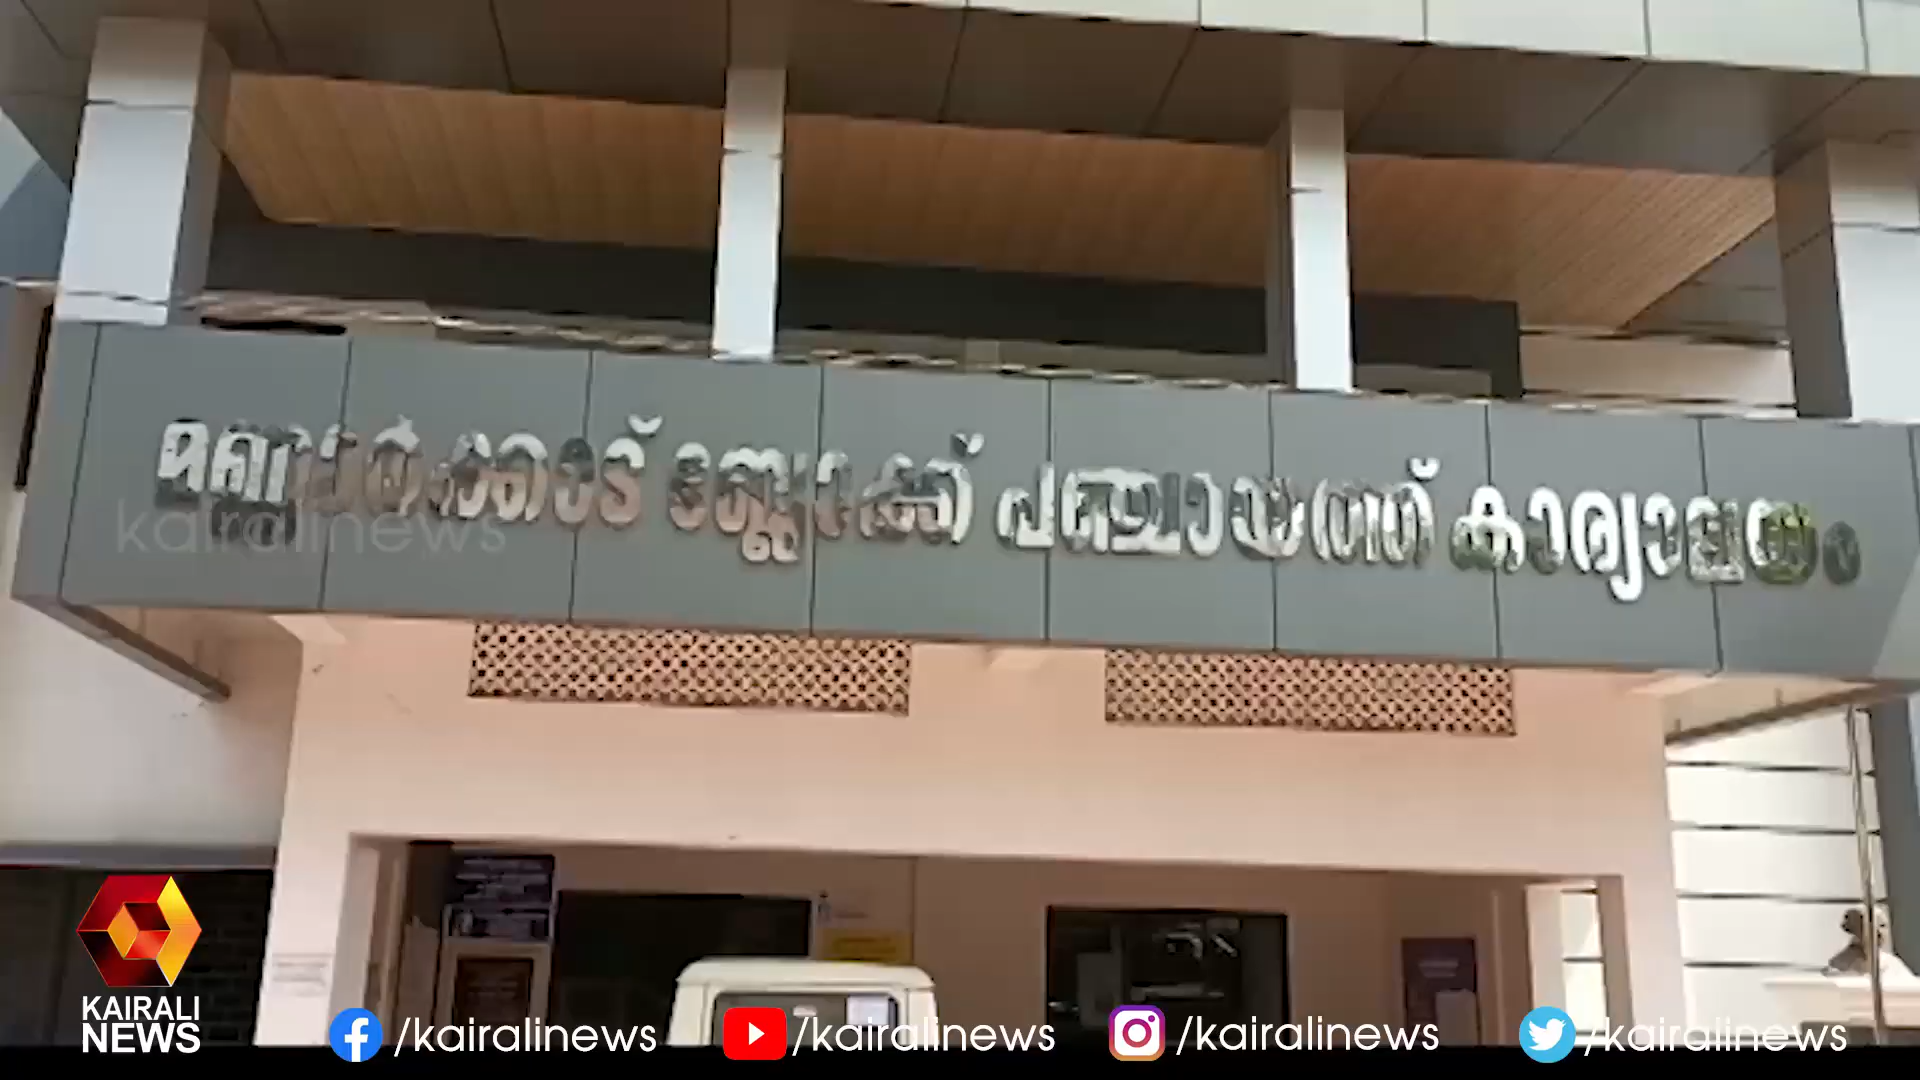 മണ്ണാർക്കാട് ബ്ലോക്ക് പഞ്ചായത്ത് കാര്യാലയം
kairalinews
KAIRALI
NEWS
/kairalinews /kairalinews /kairalinews /kairalinews